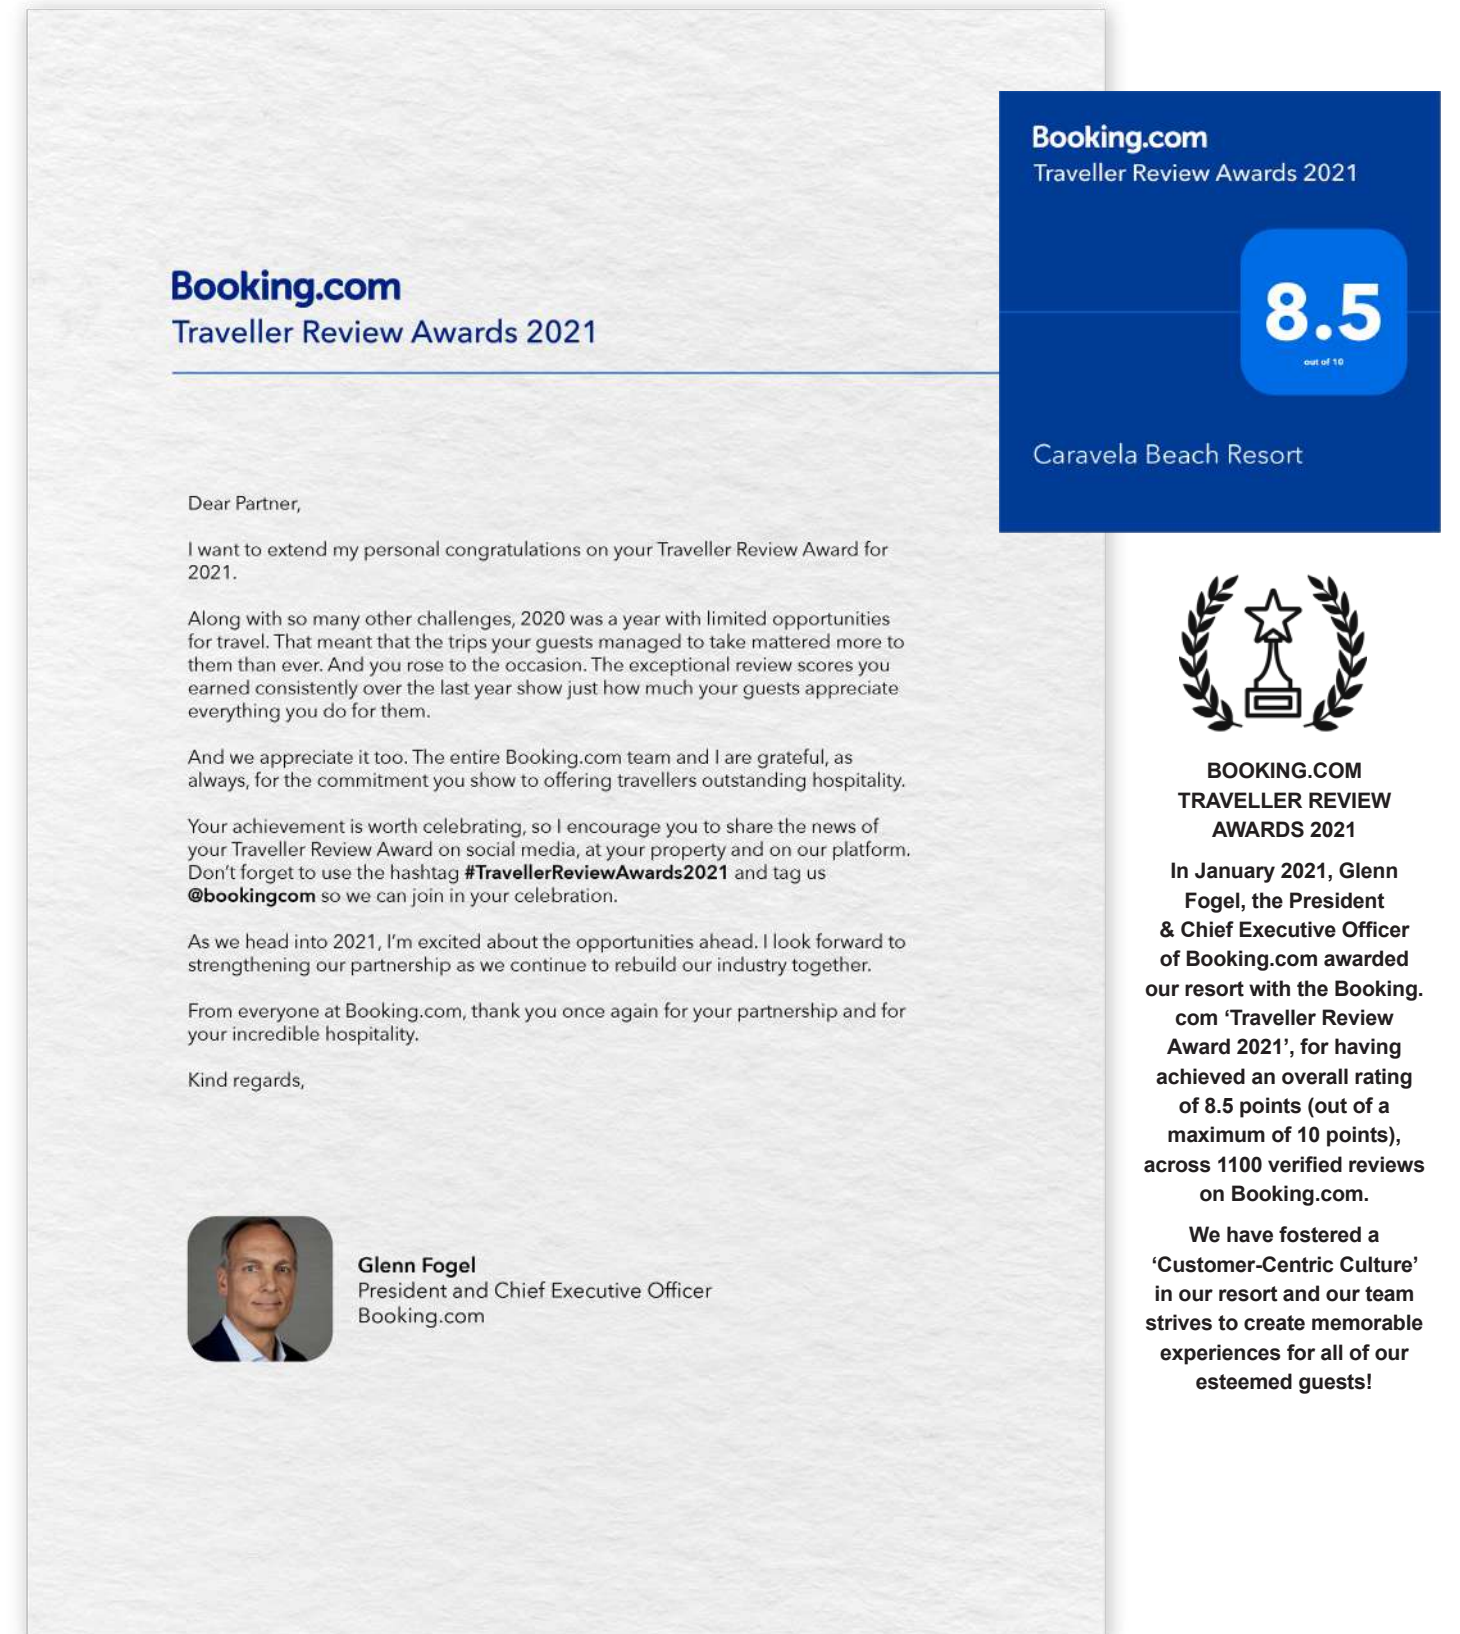 Booking.com
Traveller Review Awards 2021
Dear Partner,
I want to extend my personal congratulations on your Traveller Review Award for
2021.
Along with so many other challenges, 2020 was a year with limited opportunities
for travel. That meant that the trips your guests managed to take mattered more to
them than ever. And you rose to the occasion. The exceptional review scores you
earned consistently over the last year show just how much your guests appreciate
everything you do for them.
And we appreciate it too. The entire Booking.com team and I are grateful, as
always, for the commitment you show to offering travellers outstanding hospitality.
Your achievement is worth celebrating, so I encourage you to share the news of
your Traveller Review Award on social media, at your property and on our platform.
Don't forget to use the hashtag #TravellerReviewAwards2021 and tag us
@bookingcom so we can join in your celebration.
As we head into 2021, I'm excited about the opportunities ahead. I look forward to
strengthening our partnership as we continue to rebuild our industry together.
From everyone at Booking.com, thank you once again for your partnership and for
your incredible hospitality.
Kind regards,
Glenn Fogel
President and Chief Executive Officer
Booking.com
Booking.com
Traveller Review Awards 2021
8.5
out of 10
Caravela Beach Resort
BOOKING.COM
TRAVELLER REVIEW
AWARDS 2021
In January 2021, Glenn
Fogel, the President
& Chief Executive Officer
of Booking.com awarded
our resort with the Booking.
com ‘Traveller Review
Award 2021’, for having
achieved an overall rating
of 8.5 points (out of a
maximum of 10 points),
across 1100 verified reviews
on Booking.com.
We have fostered a
‘Customer-Centric Culture’
in our resort and our team
strives to create memorable
experiences for all of our
esteemed guests!